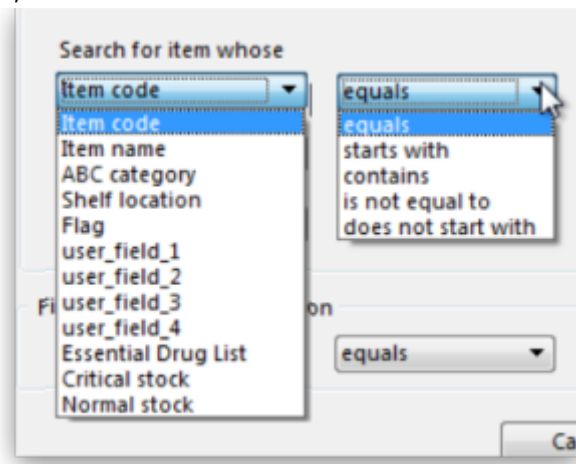 Search for item whose
Item code
equals
Item code
Item name
ABC category
Shelf location
Flag
user_field_1
user_field_2
user_field_3
user_field_4
Essential Drug List
Critical stock
Normal stock
equals
starts with
contains
is not equal to
does not start with
Fi
on
equals
Ca